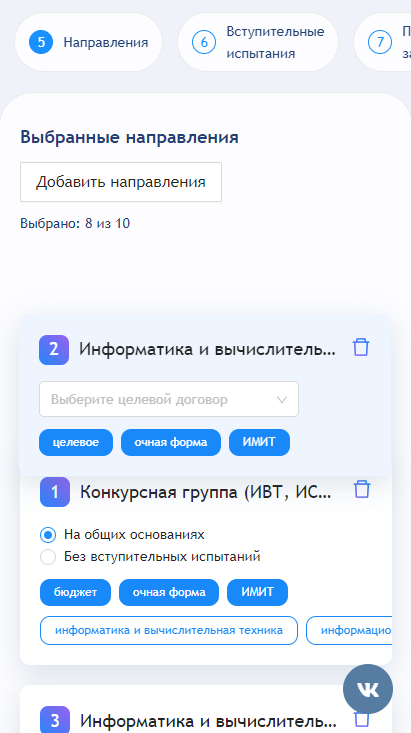 5 Направления
6 Вступительные
испытания
7 П
за
Выбранные направления
Добавить направления
Выбрано: 8 из 10
2 Информатика и вычислитель...
Выберите целевой договор
целевое очная форма ИМИТ
1 Конкурсная группа (ИВТ, ИС...
На общих основаниях
Без вступительных испытаний
бюджет очная форма ИМИТ
информатика и вычислительная техника информацио
3 Информатика и вычислитель...